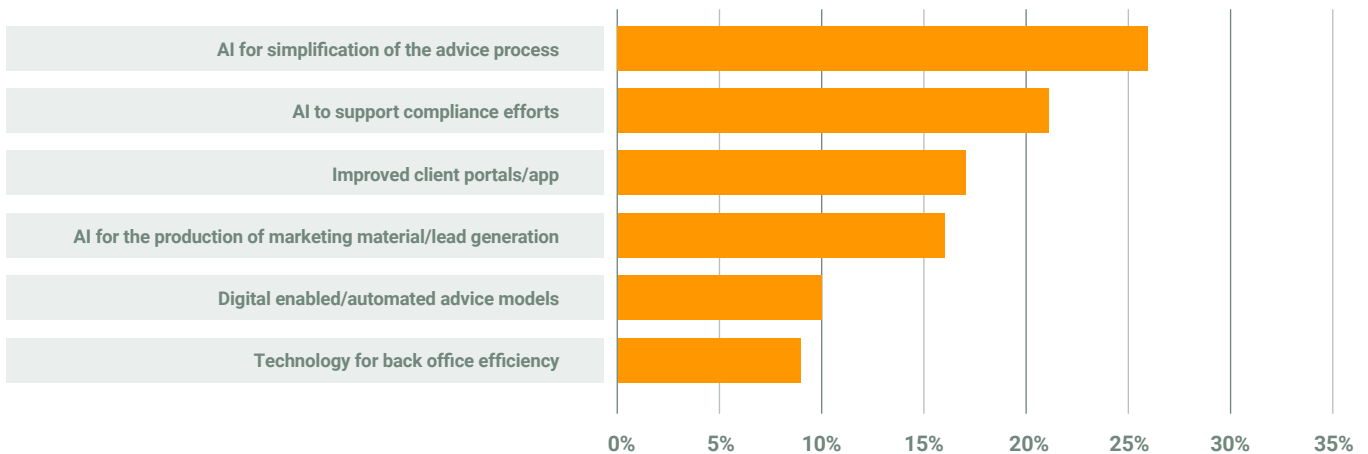 AI for simplification of the advice process
AI to support compliance efforts
Improved client portals/app
AI for the production of marketing material/lead generation
Digital enabled/automated advice models
Technology for back office efficiency
0% 5% 10% 15% 20% 25% 30% 35%